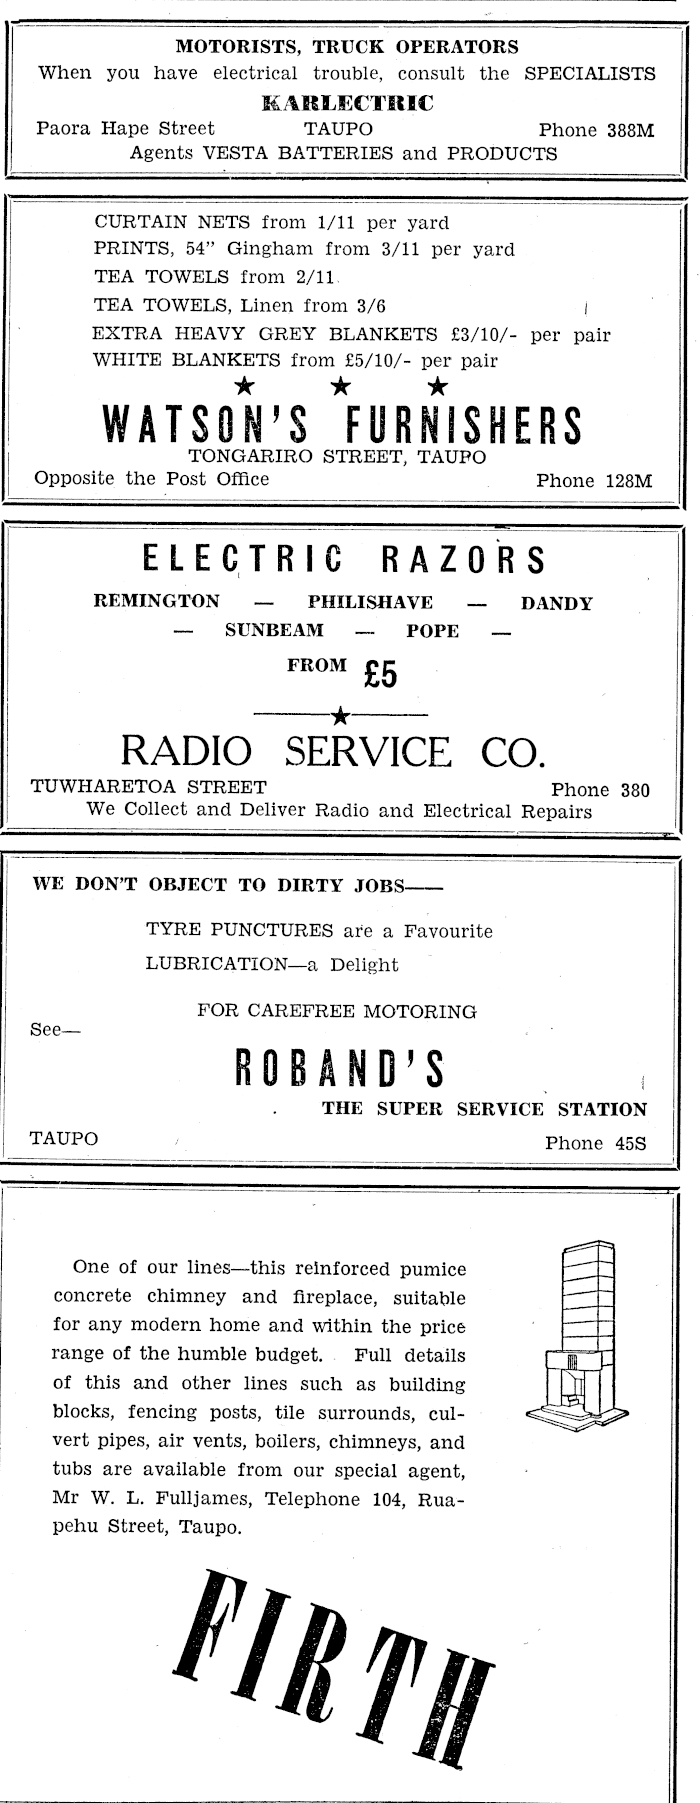 MOTORISTS, TRUCK OPERATORS
When you have electrical trouble, consult the SPECIALISTS
KARLECTRIC
Paora Hape Street TAUPO Phone 388M
Agents VESTA BATTERIES and PRODUCTS
CURTAIN NETS from 1/11 per yard
PRINTS, 54” Gingham from 3/11 per yard
TEA TOWELS from 2/11
TEA TOWELS, Linen from 3/6
EXTRA HEAVY GREY BLANKETS £3/10/- per pair
WHITE BLANKETS from £5/10/- per pair
WATSON'S FURNISHERS
TONGARIRO STREET, TAUPO
Opposite the Post Office Phone 128M
ELECTRIC RAZORS
REMINGTON — PHILISHAVE — DANDY
— SUNBEAM — POPE —
FROM £5
RADIO SERVICE CO.
TUWHARETOA STREET Phone 380
We Collect and Deliver Radio and Electrical Repairs
WE DON'T OBJECT TO DIRTY JOBS——
TYRE PUNCTURES are a Favourite
LUBRICATION—a Delight
FOR CAREFREE MOTORING
See—
ROBAND'S
THE SUPER SERVICE STATION
TAUPO Phone 45S
One of our lines—this reinforced pumice
concrete chimney and fireplace, suitable
for any modern home and within the price
range of the humble budget. Full details
of this and other lines such as building
blocks, fencing posts, tile surrounds, cul-
vert pipes, air vents, boilers, chimneys, and
tubs are available from our special agent,
Mr W. L. Fulljames, Telephone 104, Rua-
pehu Street, Taupo.
FIRTH